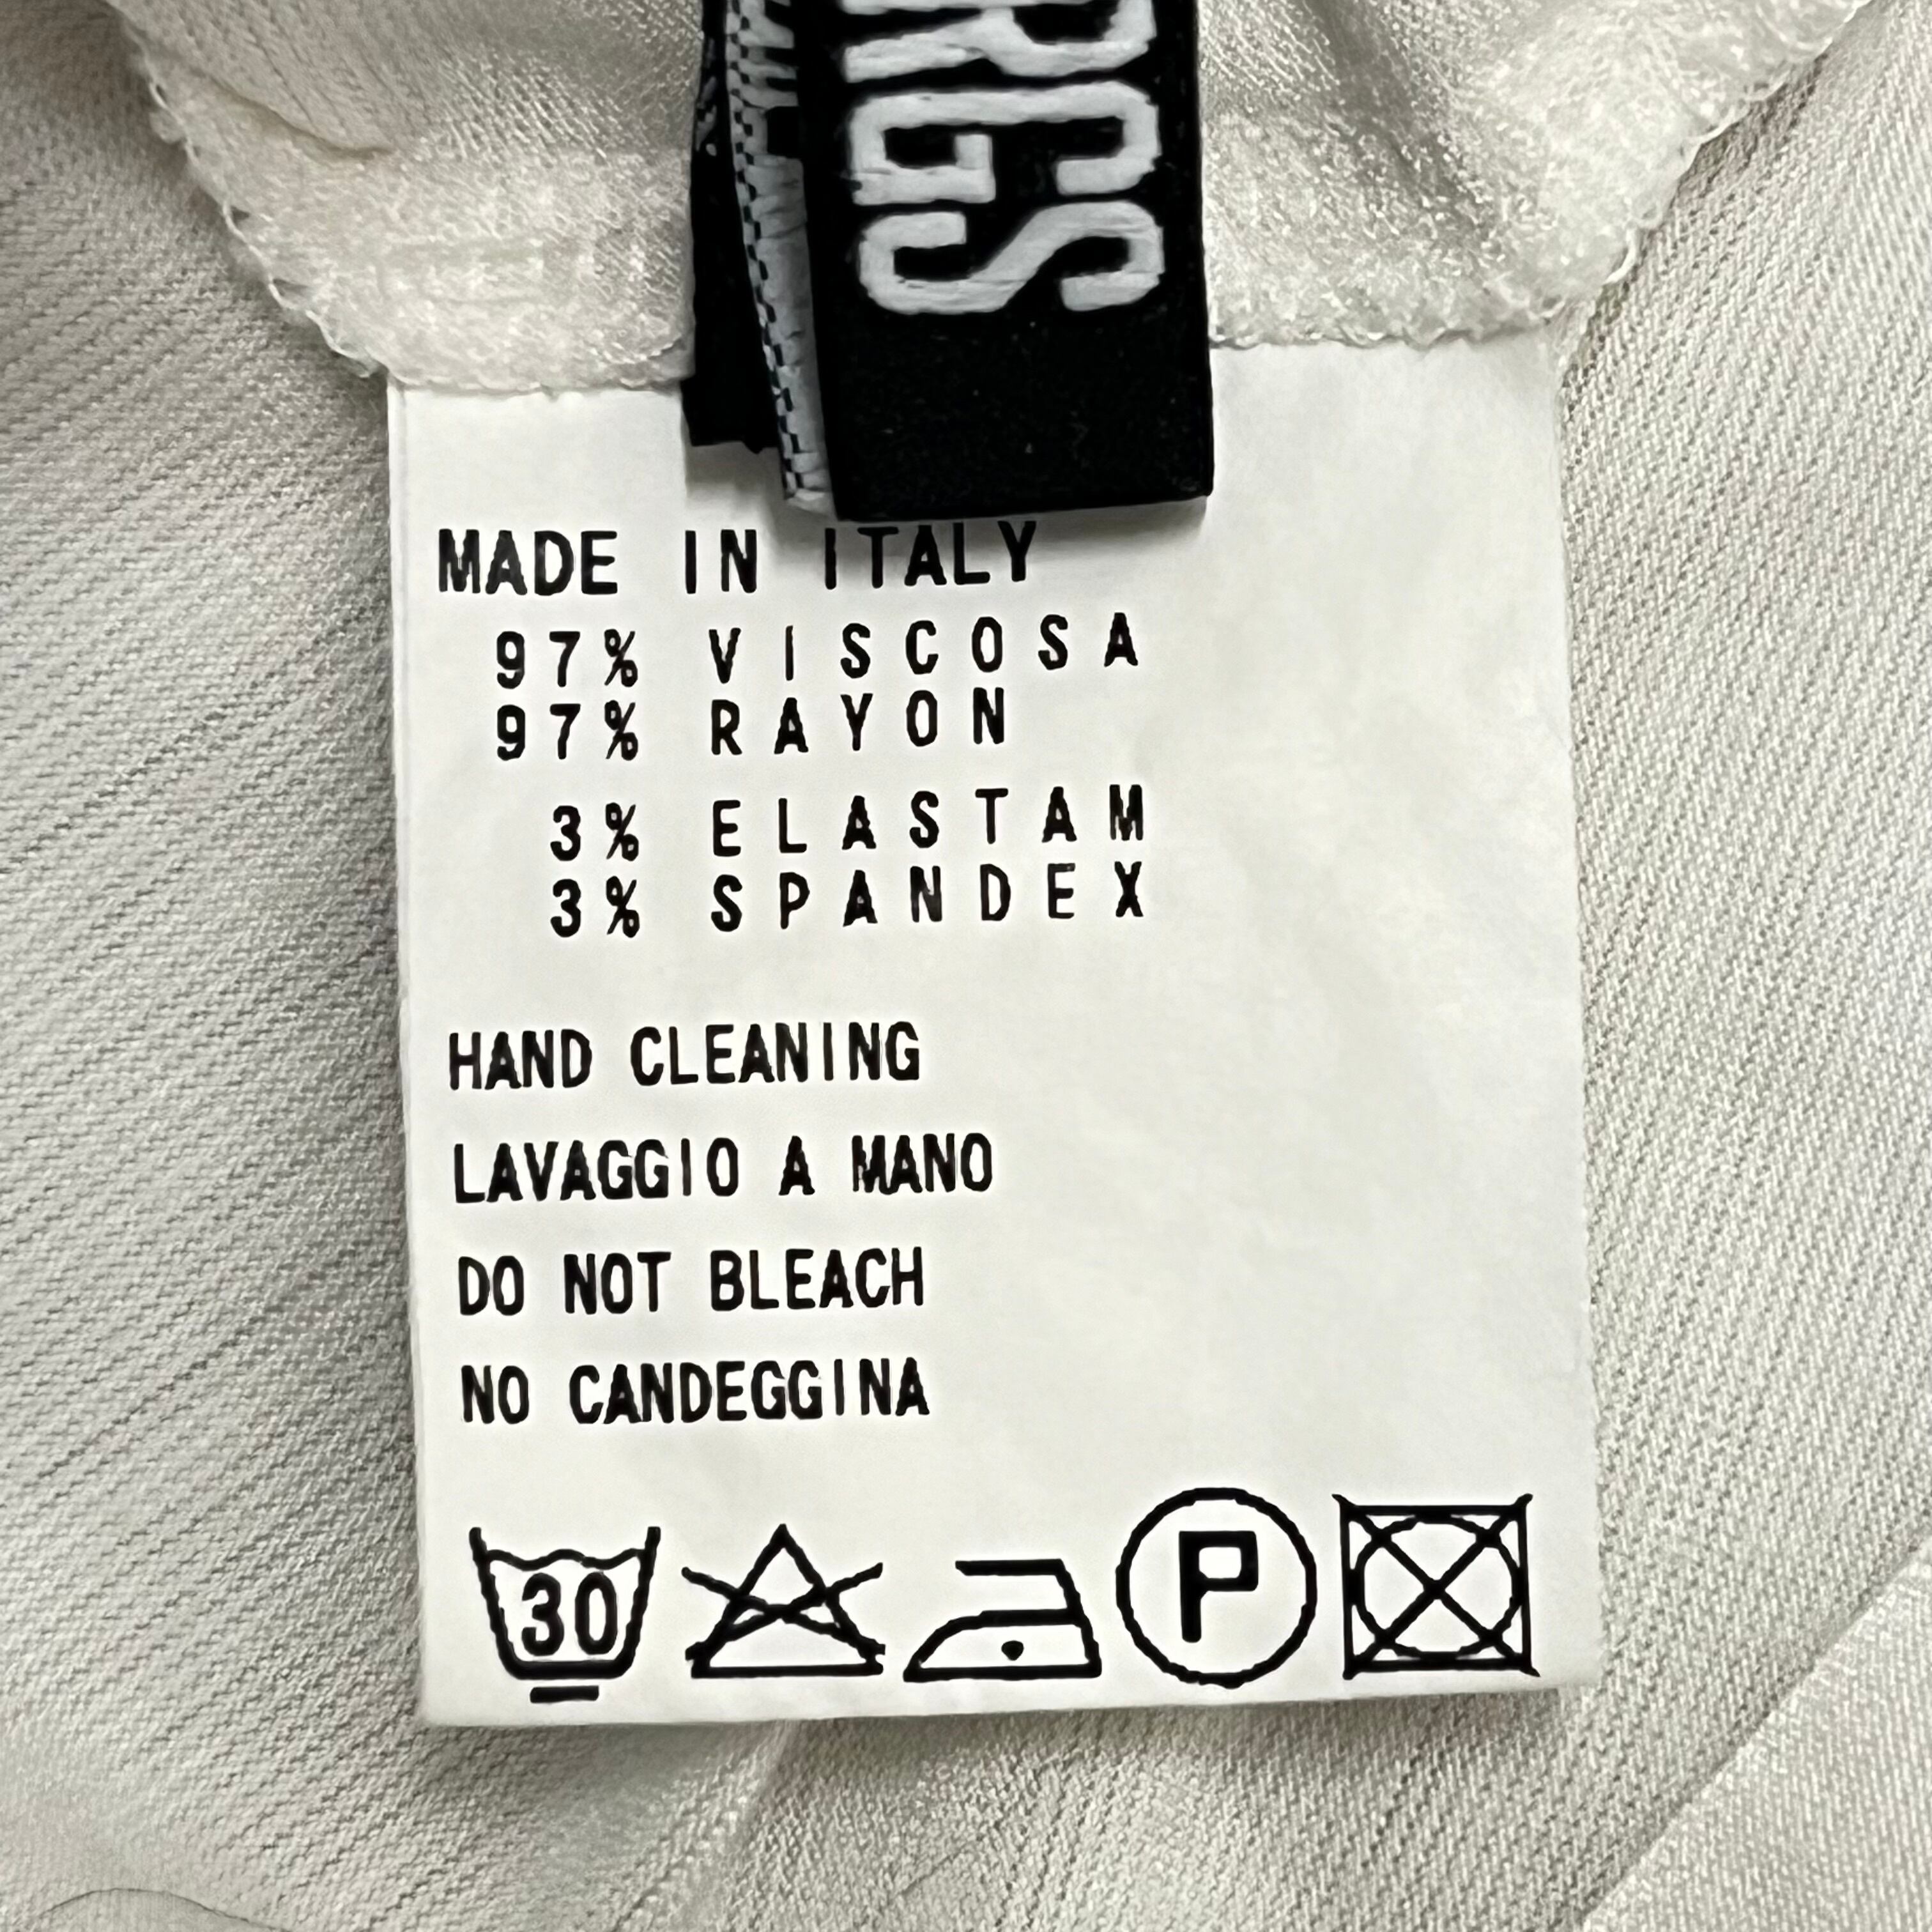 MADE IN ITALY
97% VISCOSA
97% RAYON
3% ELASTAM
3% SPANDEX
HAND CLEANING
LAVAGGIO A MANO
DO NOT BLEACH
NO CANDEGGINA
30 P